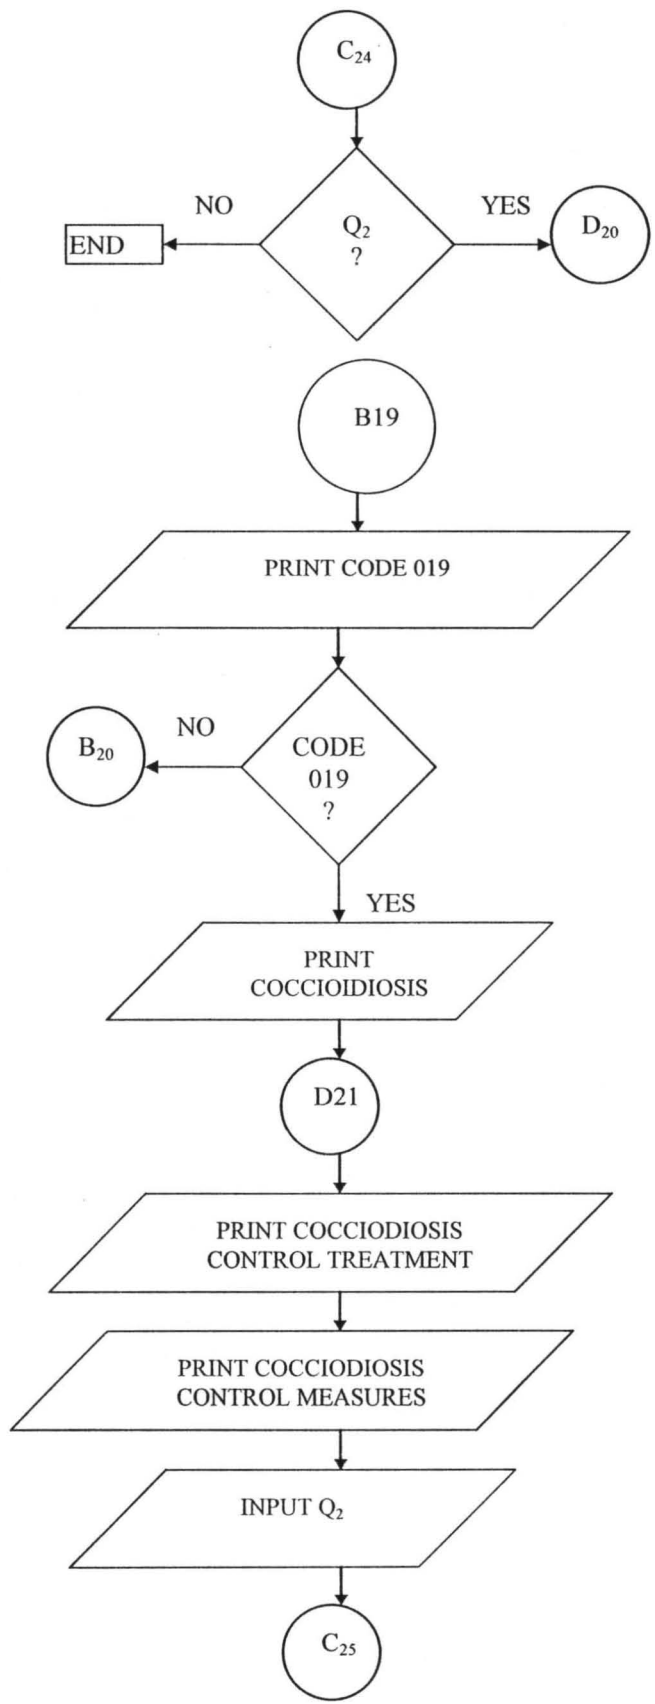 C₂₄
NO
YES
END
Q₂
?
D₂₀
B19
PRINT CODE 019
NO
B₂₀
CODE
019
?
YES
PRINT
COCCIOIDIOSIS
D21
PRINT COCCIODIOSIS
CONTROL TREATMENT
PRINT COCCIODIOSIS
CONTROL MEASURES
INPUT Q₂
C₂₅